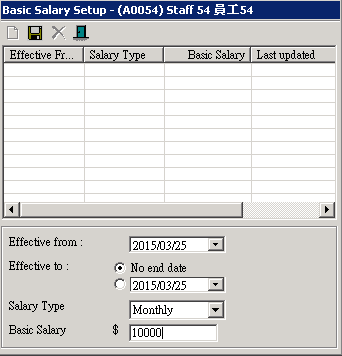 Basic Salary Setup - (A0054) Staff 54 員工54
Effective Fr... Salary Type Basic Salary Last updated
Effective from : 2015/03/25
Effective to : No end date
2015/03/25
Salary Type Monthly
Basic Salary $ 10000